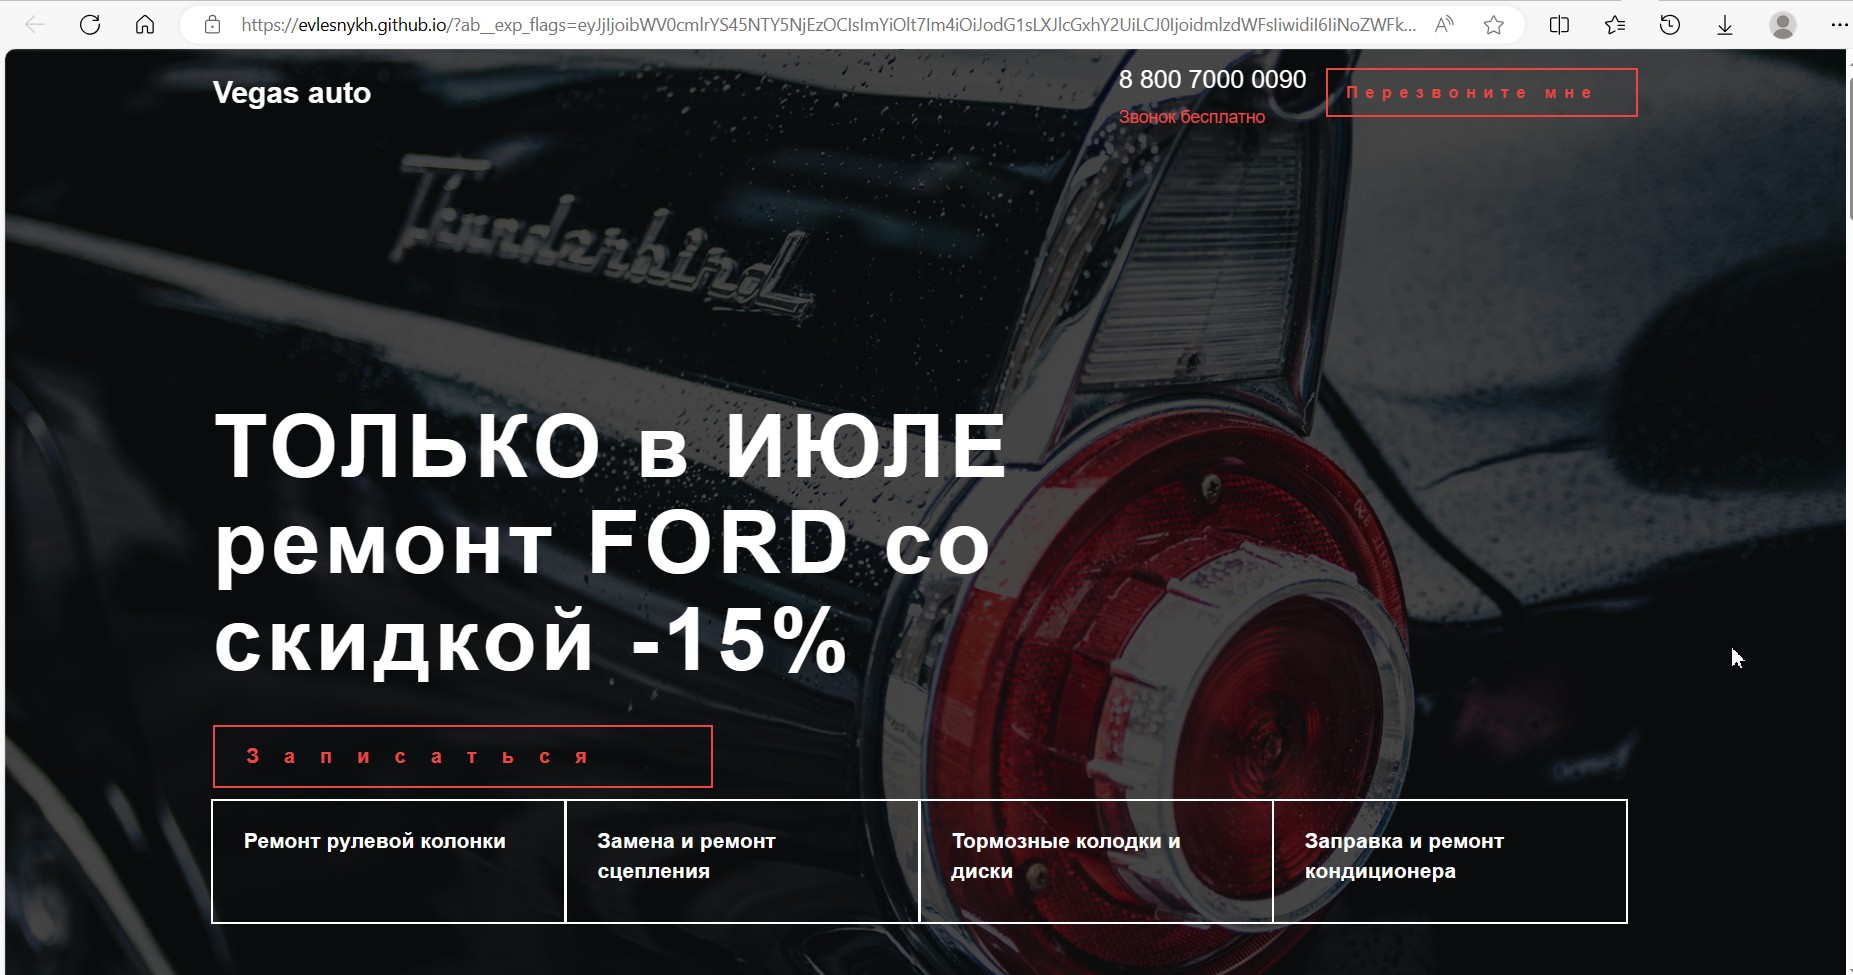 https://evlesnykh.github.io/?ab__exp_flags=eyJjIjoibWV0cmlrYS45NTY5NjEzOCIsImYiOlt7Im4iOiJodG1sLXJlcGxhY2UiLCJ0IjoidmlzdWFsIiwidiI6IiNoZWFk...
Vegas auto
8 800 7000 0090
Звонок бесплатно
Перезвоните мне
Thunderbird
ТОЛЬКО в ИЮЛЕ
ремонт FORD со
скидкой -15%
Записаться
Ремонт рулевой колонки
Замена и ремонт
сцепления
Тормозные колодки и
диски
Заправка и ремонт
кондиционера